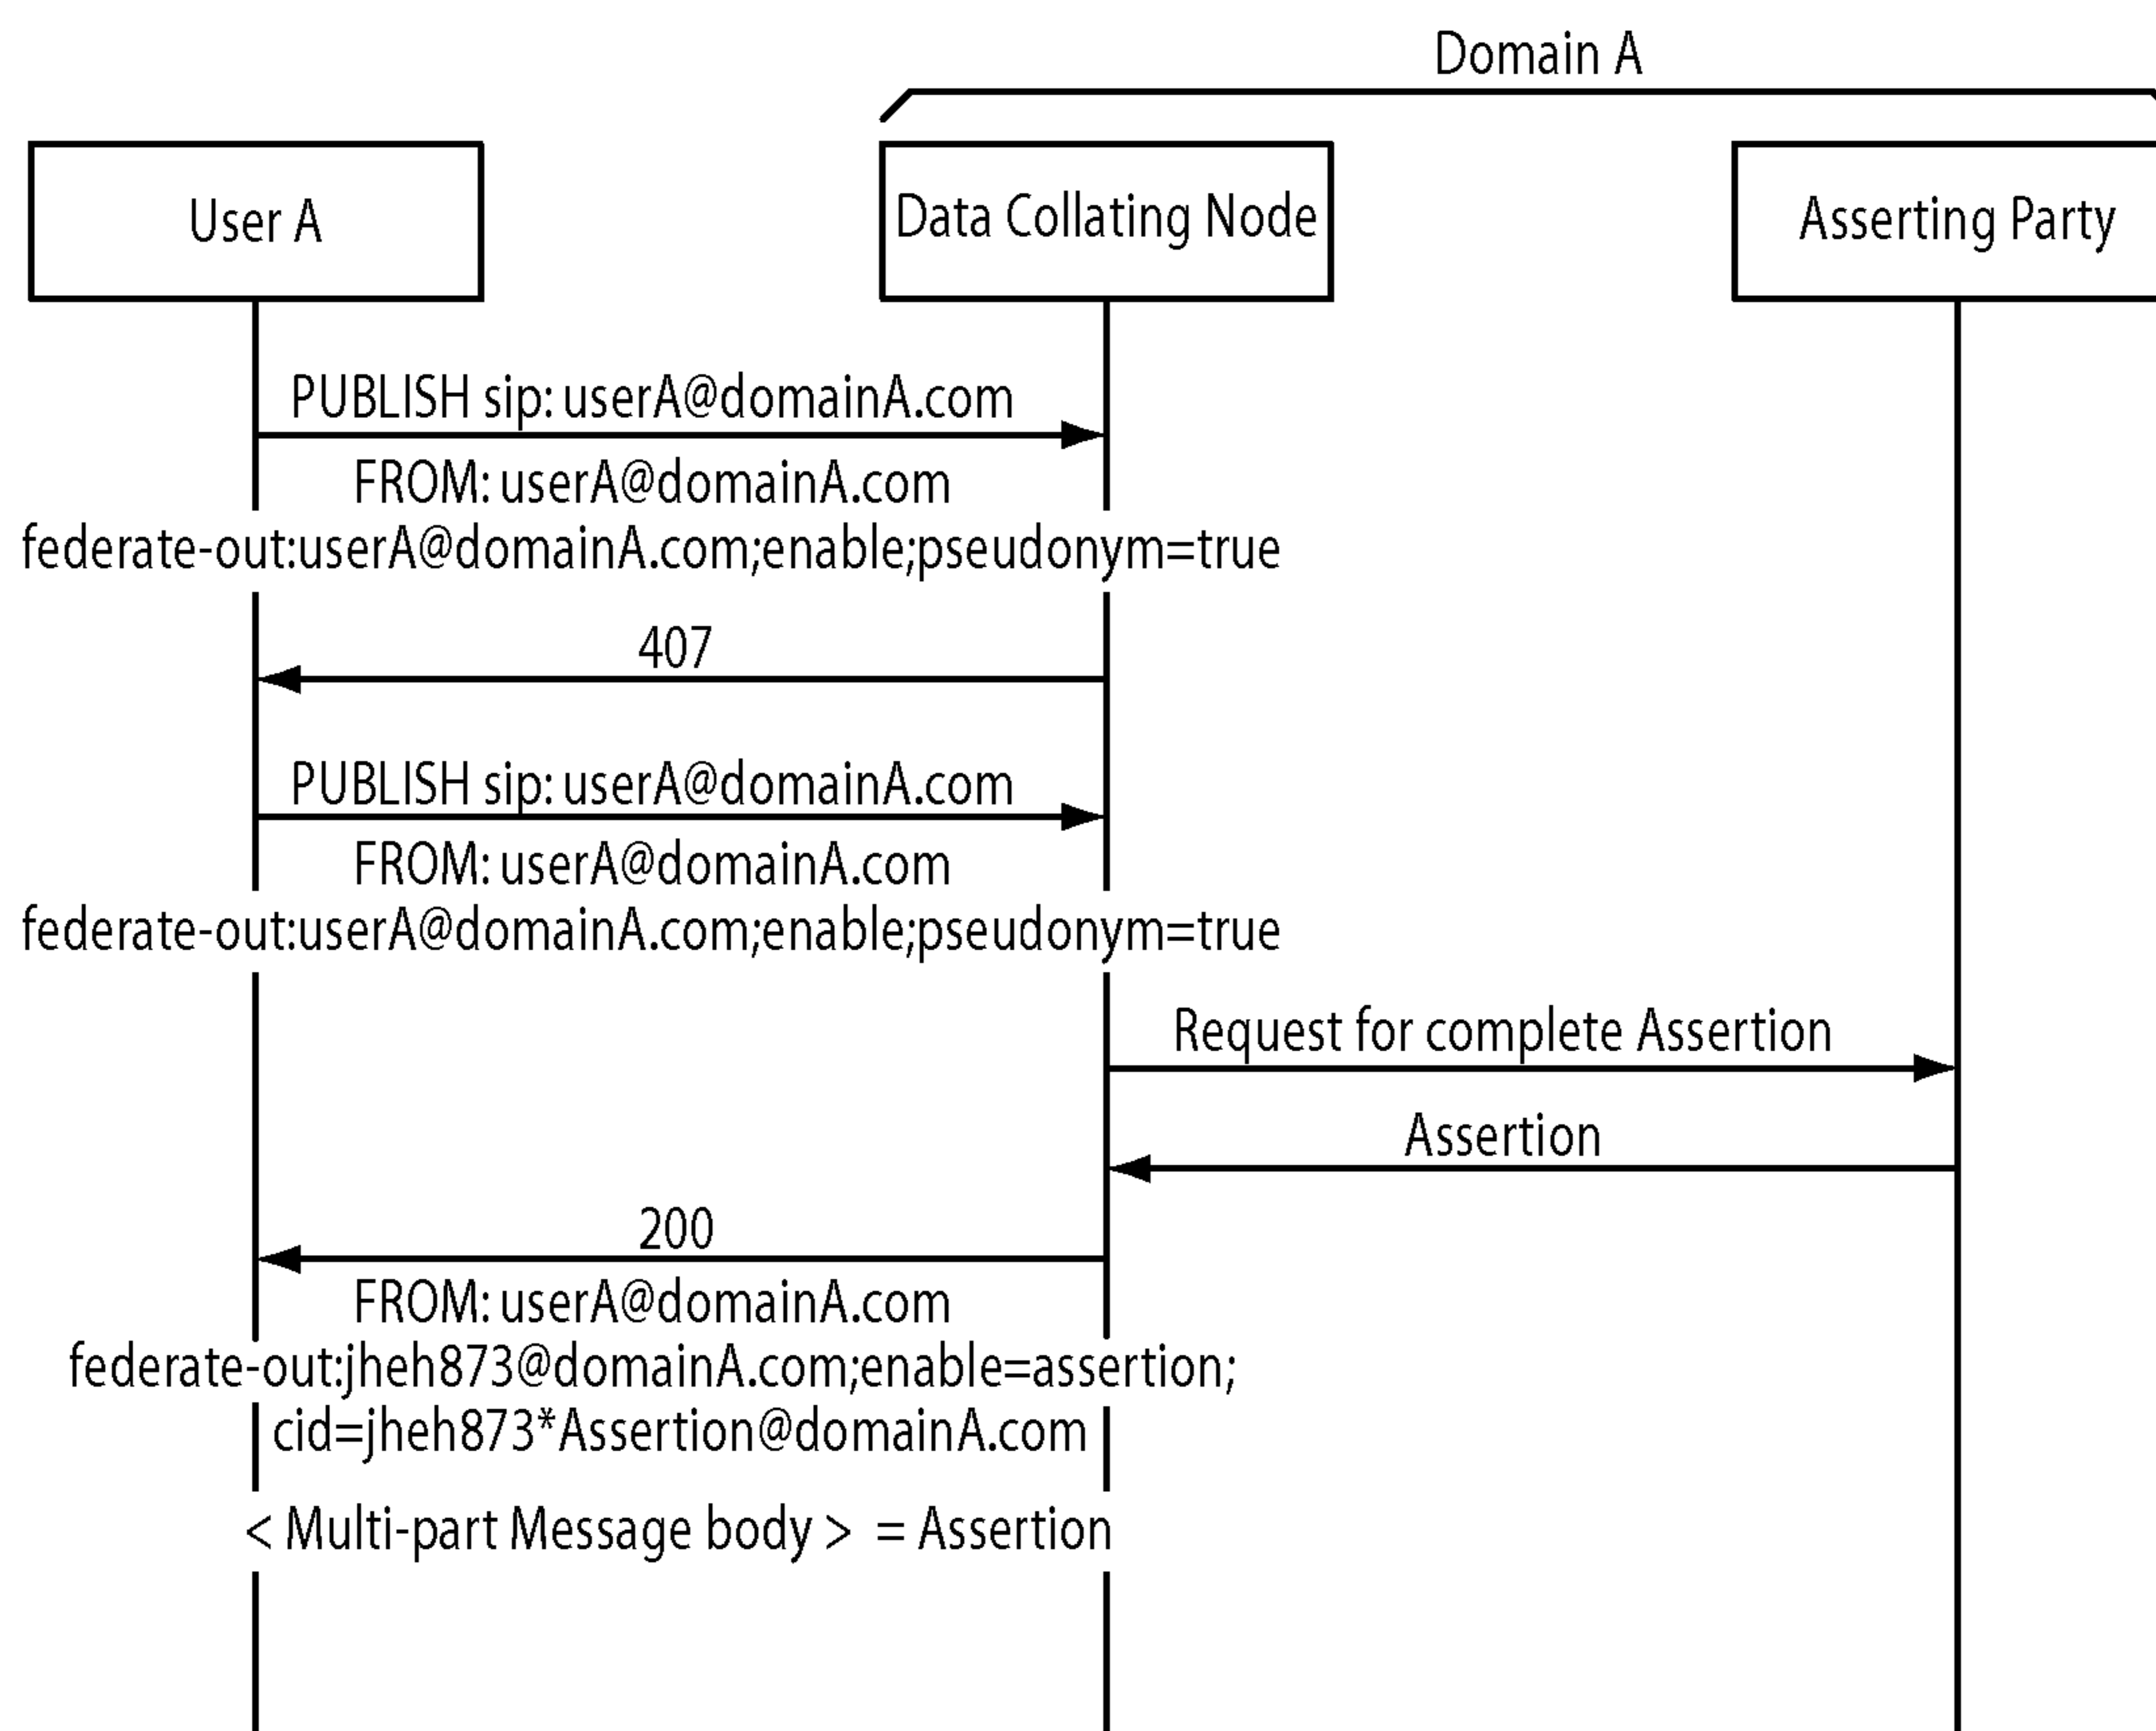 Domain A
User A
Data Collating Node
Asserting Party
PUBLISH sip: userA@domainA.com
FROM: userA@domainA.com
federate-out:userA@domainA.com;enable;pseudonym=true
407
PUBLISH sip: userA@domainA.com
FROM: userA@domainA.com
federate-out:userA@domainA.com;enable;pseudonym=true
Request for complete Assertion
Assertion
200
FROM: userA@domainA.com
federate-out:jheh873@domainA.com;enable=assertion;
cid=jheh873*Assertion@domainA.com
< Multi-part Message body > = Assertion